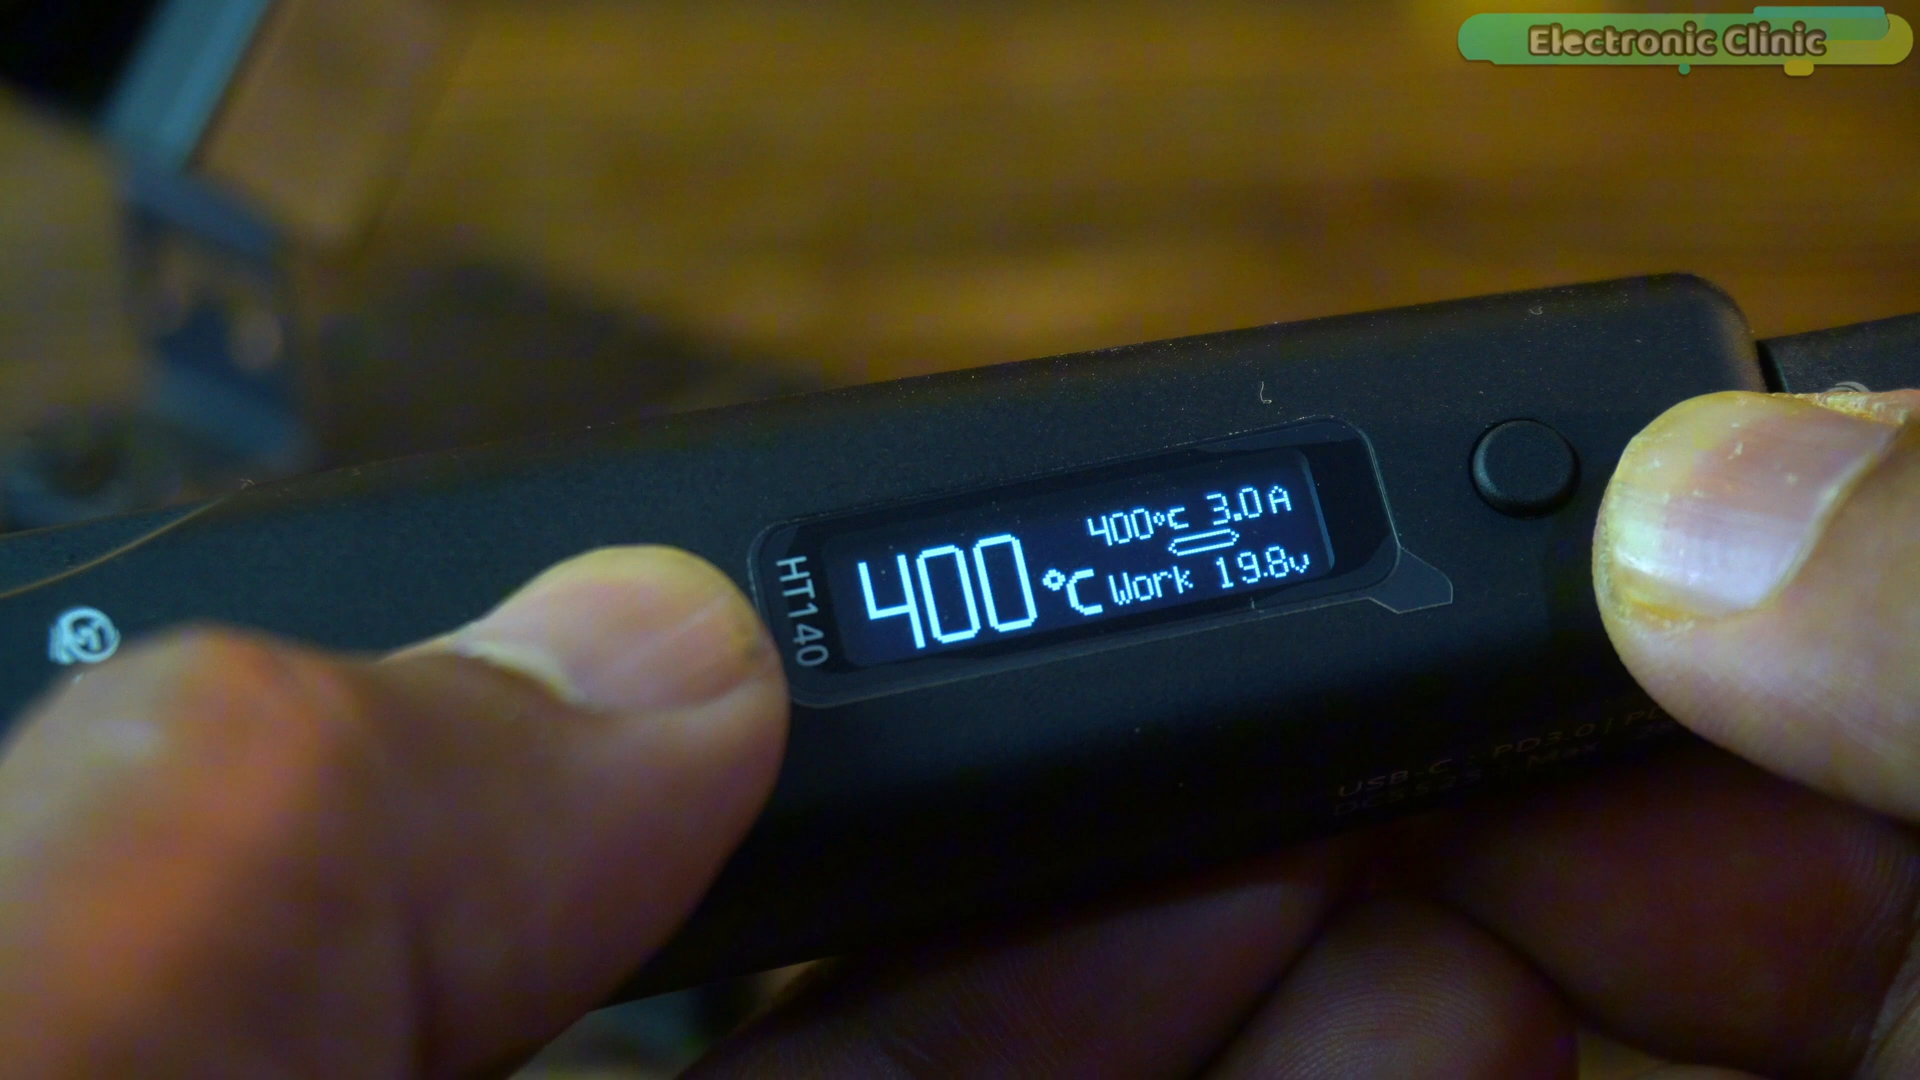 Electronic Clinic
HT140
400°C
400°C 3.0A
Work 19.8v
USB-C : PD3.0 |